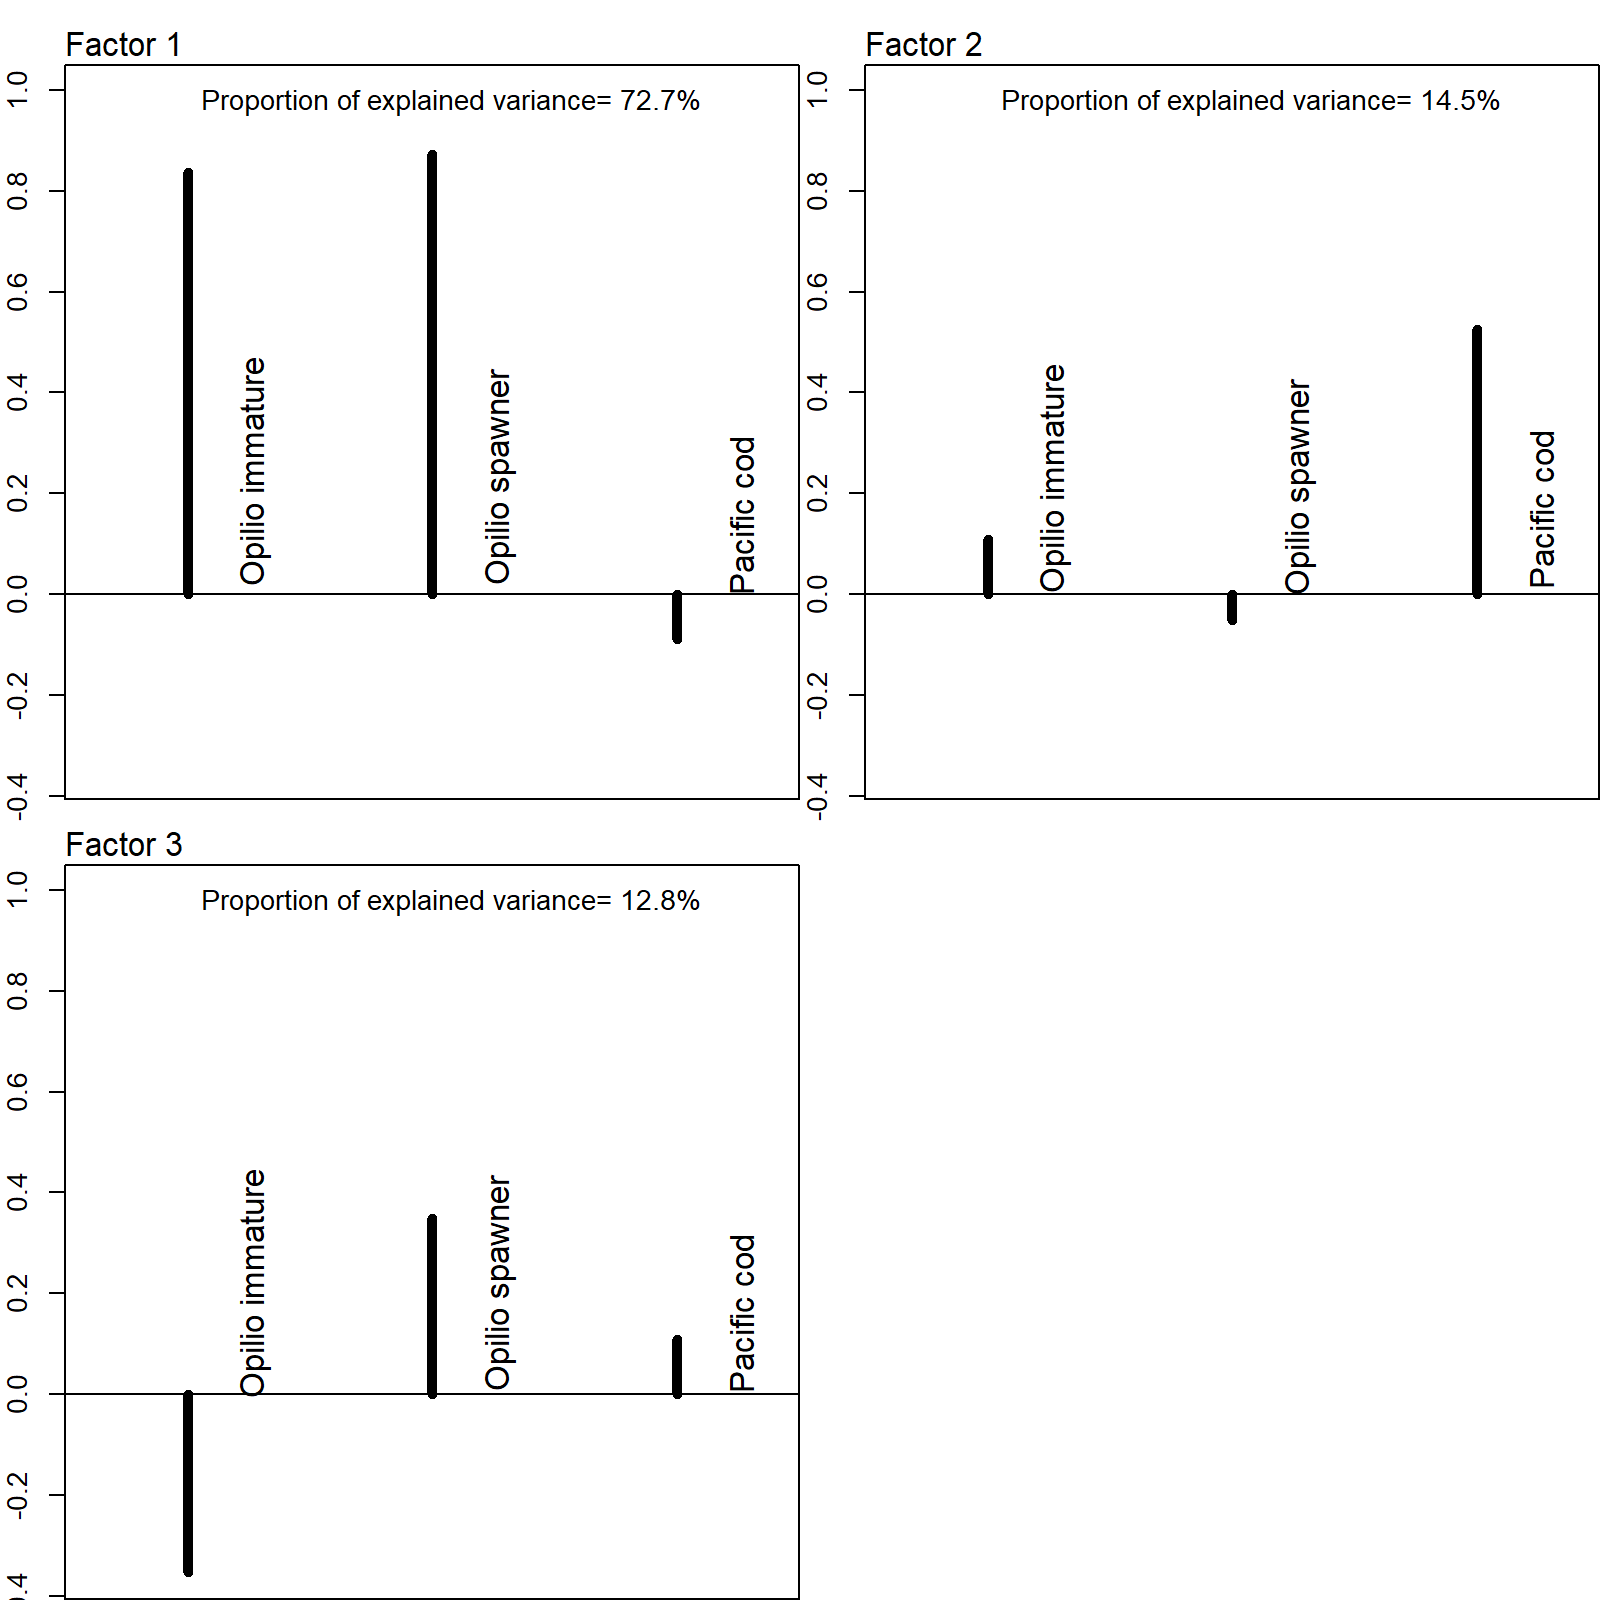 Factor 1
Proportion of explained variance= 72.7%
1.0
0.8
0.6
0.4
0.2
0.0
-0.2
-0.4
Opilio immature
Opilio spawner
Pacific cod
Factor 2
Proportion of explained variance= 14.5%
1.0
0.8
0.6
0.4
0.2
0.0
-0.2
-0.4
Opilio immature
Opilio spawner
Pacific cod
Factor 3
Proportion of explained variance= 12.8%
1.0
0.8
0.6
0.4
0.2
0.0
-0.2
Opilio immature
Opilio spawner
Pacific cod